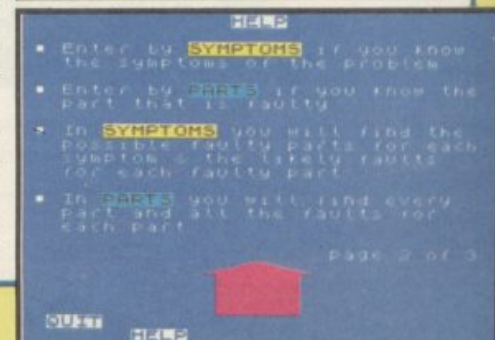 HELP
Enter by SYMPTOMS if you know
the symptoms of the problem
Enter by PARTS if you know the
part that is faulty
In SYMPTOMS you will find the
possible faulty parts for each
symptom & the likely faults
for each faulty part
In PARTS you will find every
part and all the faults for
each part
page 2 of 3
QUIT
HELP